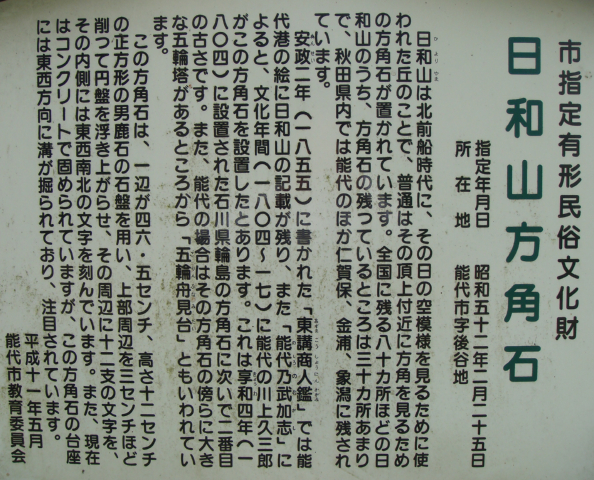 市指定有形民俗文化財
日和山方角石
指定年月日　昭和五十二年二月二十五日
所在地　能代市字後谷地
日和山は北前船時代に、その日の空模様を見るために使
われた丘のことで、普通はその頂上付近に方角を見るため
の方角石が置かれています。全国に残る八十カ所ほどの日
和山のうち、方角石の残っているところは三十カ所あまり
で、秋田県内では能代のほか仁賀保、金浦、象潟に残され
ています。
安政二年（一八五五）に書かれた「東講商人鑑」では能
代港の絵に日和山の記載が残り、また「能代乃武加志」に
よると、文化年間（一八〇四～一七）に能代の川上久三郎
がこの方角石を設置したとあります。これは享和四年（一
八〇四）に設置された石川県輪島の方角石に次いで二番目
の古さです。また、能代の場合はその方角石の傍らに大き
な五輪塔があるところから「五輪舟見台」ともいわれてい
ます。
この方角石は、一辺が四六・五センチ、高さ十二センチ
の正方形の男鹿石の石盤を用い、上部周辺を三センチほど
削って円盤を浮き上がらせ、その周辺に十二支の文字を、
その内側には東西南北の文字を刻んでいます。また、現在
はコンクリートで固められていますが、この方角石の台座
には東西方向に溝が掘られており、注目されています。
平成十一年五月
能代市教育委員会